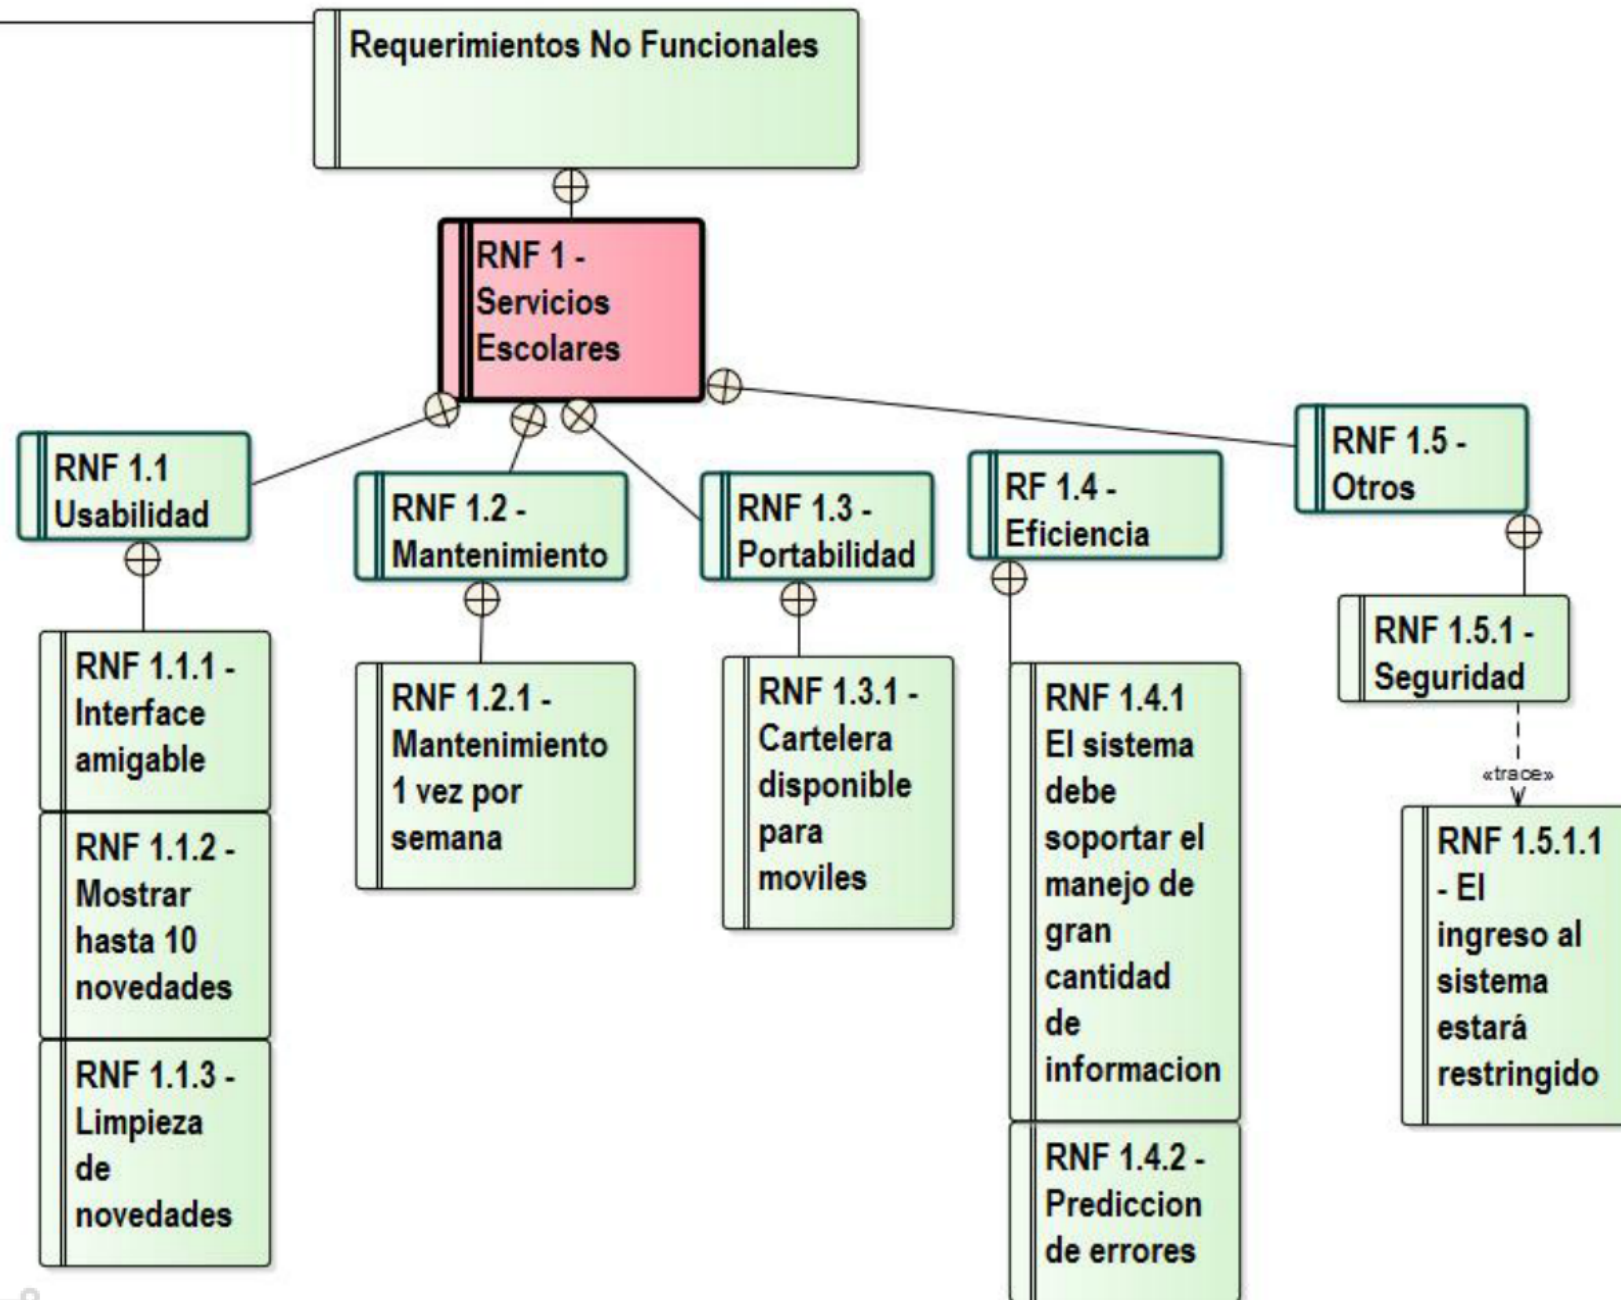 Requerimientos No Funcionales
RNF 1 -
Servicios
Escolares
RNF 1.1
Usabilidad
RNF 1.2 -
Mantenimiento
RNF 1.3 -
Portabilidad
RF 1.4 -
Eficiencia
RNF 1.5 -
Otros
RNF 1.1.1 -
Interface
amigable
RNF 1.1.2 -
Mostrar
hasta 10
novedades
RNF 1.1.3 -
Limpieza
de
novedades
RNF 1.2.1 -
Mantenimiento
1 vez por
semana
RNF 1.3.1 -
Cartelera
disponible
para
moviles
RNF 1.4.1
El sistema
debe
soportar el
manejo de
gran
cantidad
de
informacion
RNF 1.4.2 -
Prediccion
de errores
RNF 1.5.1 -
Seguridad
«trace»
RNF 1.5.1.1
- El
ingreso al
sistema
estará
restringido